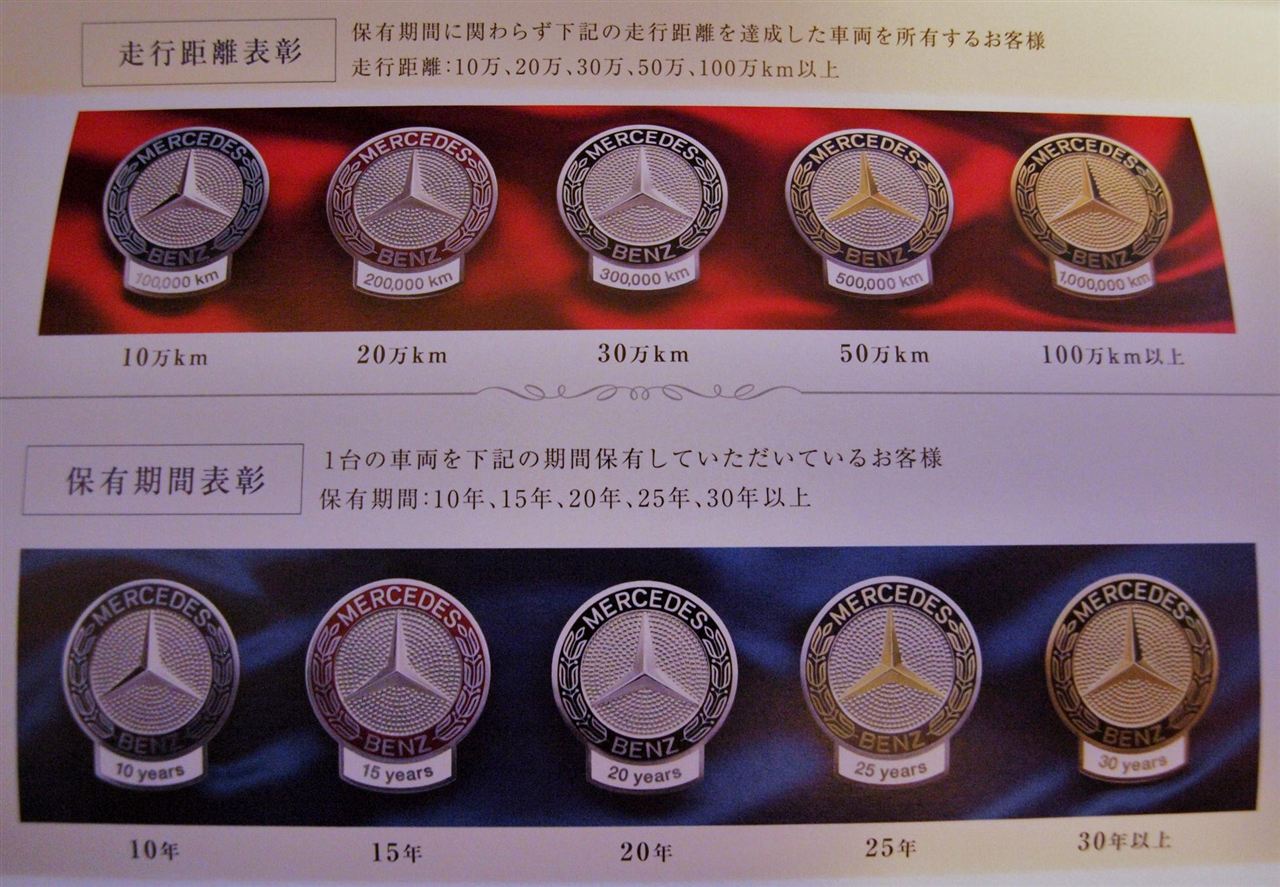 走行距離表彰
保有期間に関わらず下記の走行距離を達成した車両を所有するお客様
走行距離:10万、20万、30万、50万、100万km以上
MERCEDES BENZ 100,000 km
MERCEDES BENZ 200,000 km
MERCEDES BENZ 300,000 km
MERCEDES BENZ 500,000 km
MERCEDES BENZ 1,000,000 km
10万km 20万km 30万km 50万km 100万km以上
保有期間表彰
1台の車両を下記の期間保有していただいているお客様
保有期間:10年、15年、20年、25年、30年以上
MERCEDES BENZ 10 years
MERCEDES BENZ 15 years
MERCEDES BENZ 20 years
MERCEDES BENZ 25 years
MERCEDES BENZ 30 years
10年 15年 20年 25年 30年以上